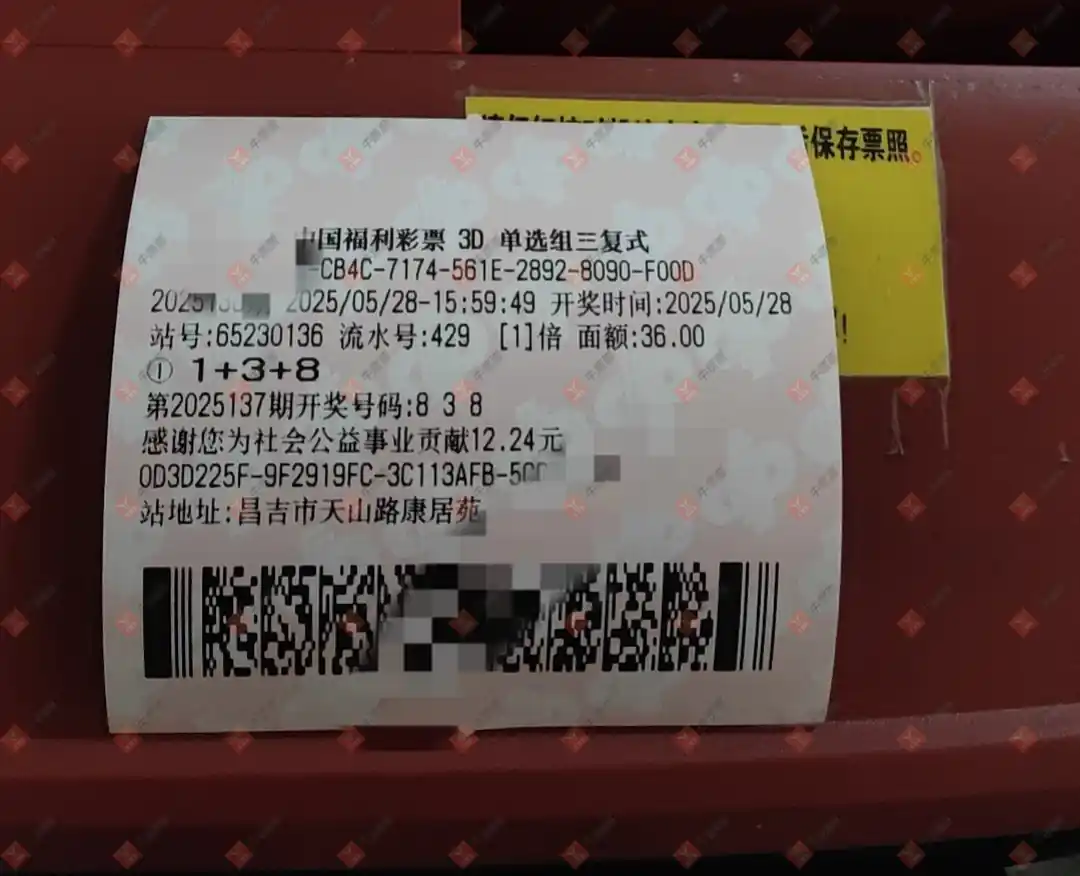 保存票照。
中国福利彩票 3D 单选组三复式
-CB4C-7174-561E-2892-8090-F00D
2025/05/28-15:59:49 开奖时间:2025/05/28
站号:65230136 流水号:429 [1]倍 面额:36.00
① 1+3+8
第2025137期开奖号码:8 3 8
感谢您为社会公益事业贡献12.24元
0D3D225F-9F2919FC-3C113AFB-5
站地址:昌吉市天山路康居苑